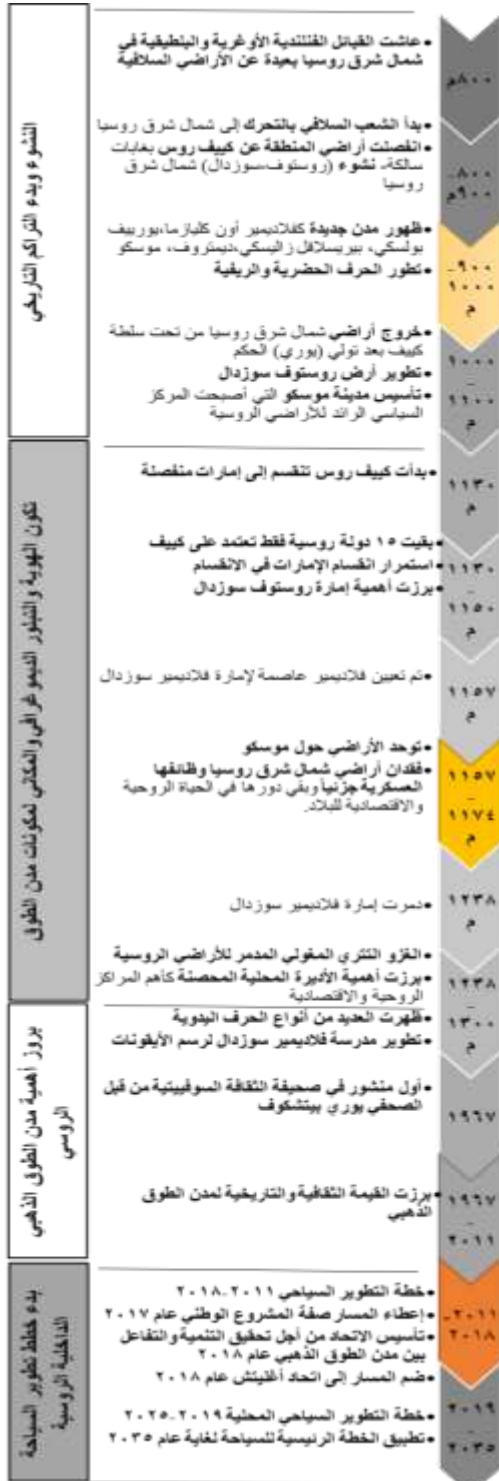 النشوء وبدء التراكم التاريخي
٨٠٠م
•عاشت القبائل الفنلندية الأوغرية والبلطيقية في
شمال شرق روسيا بعيدة عن الأراضي السلافية
٨٠٠-
٩٠٠م
•بدأ الشعب السلافي بالتحرك إلى شمال شرق روسيا
•انفصلت أراضي المنطقة عن كييف روس بغابات
سالكة- نشوء (روستوف-سوزدال) شمال شرق
روسيا
٩٠٠-
١٠٠٠
م
•ظهور مدن جديدة كفلاديمير أون كليازما،يورييف
بولسكي، بيريسلافل زاليسكي،ديمتروف، موسكو
•تطور الحرف الحضرية والريفية
١٠٠٠
-
١١٠٠
م
•خروج أراضي شمال شرق روسيا من تحت سلطة
كييف بعد تولي (يوري) الحكم
•تطوير أرض روستوف سوزدال
•تأسيس مدينة موسكو التي أصبحت المركز
السياسي الرائد للأراضي الروسية
تكون الهوية والتبلور الديموغرافي والمكاني لمكونات مدن الطوق
١١٣٠
م
•بدأت كييف روس تنقسم إلى إمارات منفصلة
١١٣٠
-
١١٥٠
م
•بقيت ١٥ دولة روسية فقط تعتمد على كييف
•استمرار انقسام الإمارات في الانقسام
•برزت أهمية إمارة روستوف سوزدال
١١٥٧
م
•تم تعيين فلاديمير عاصمة لإمارة فلاديمير سوزدال
١١٥٧
-
١١٧٤
م
•توحد الأراضي حول موسكو
•فقدان أراضي شمال شرق روسيا وظائفها
العسكرية جزئياً وبقي دورها في الحياة الروحية
والاقتصادية للبلاد.
١٢٣٨
م
•دمرت إمارة فلاديمير سوزدال
١٢٣٨
-
١٣٠٠
م
•الغزو التتري المغولي المدمر للأراضي الروسية
•برزت أهمية الأديرة المحلية المحصنة كأهم المراكز
الروحية والاقتصادية
•ظهرت العديد من أنواع الحرف اليدوية
•تطوير مدرسة فلاديمير سوزدال لرسم الأيقونات
بروز أهمية مدن الطوق الذهبي
الروسي
١٩٦٧
•أول منشور في صحيفة الثقافة السوفييتية من قبل
الصحفي يوري بيتشكوف
١٩٦٧
-
٢٠١١
•برزت القيمة الثقافية والتاريخية لمدن الطوق
الذهبي
بدء خطط تطوير السياحة
الداخلية الروسية
٢٠١١-
٢٠١٨
•خطة التطوير السياحي ٢٠١١-٢٠١٨
•إعطاء المسار صفة المشروع الوطني عام ٢٠١٧
•تأسيس الاتحاد من أجل تحقيق التنمية والتفاعل
بين مدن الطوق الذهبي عام ٢٠١٨
•ضم المسار إلى اتحاد أغليتش عام ٢٠١٨
٢٠١٩
-
٢٠٣٥
•خطة التطوير السياحي المحلية ٢٠١٩-٢٠٢٥
•تطبيق الخطة الرئيسية للسياحة لغاية عام ٢٠٣٥